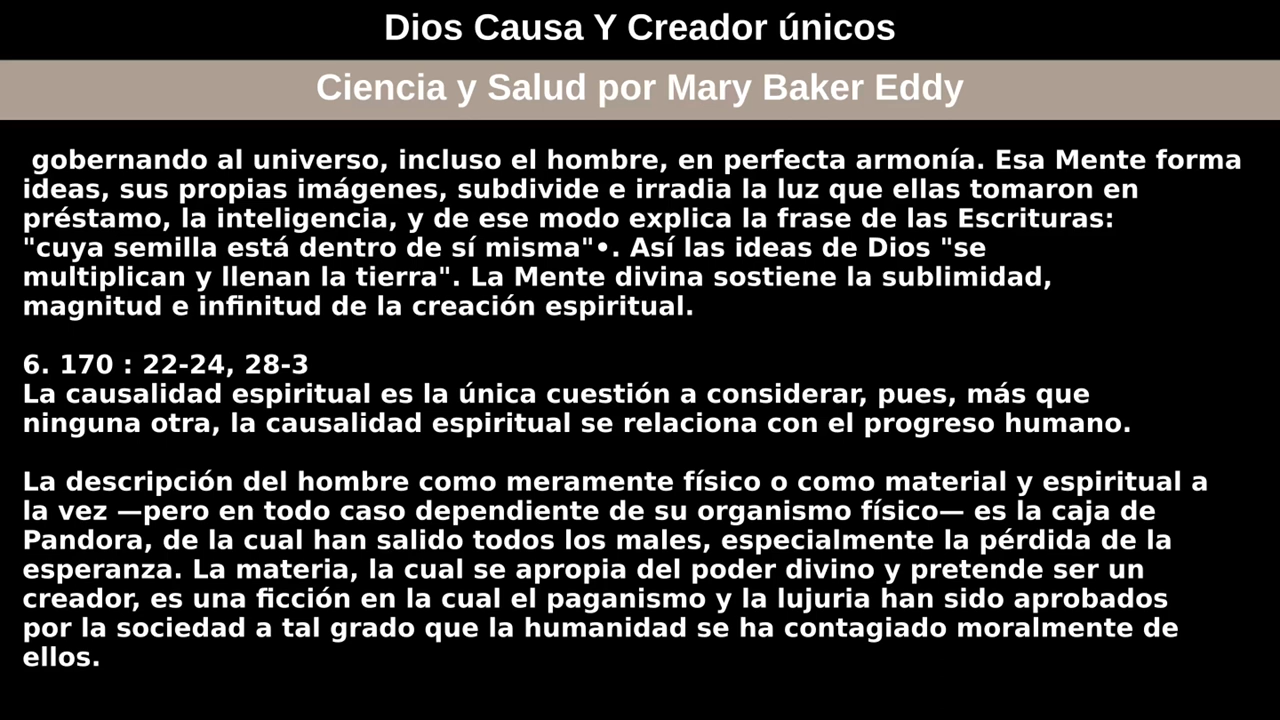 Dios Causa Y Creador únicos
Ciencia y Salud por Mary Baker Eddy
gobernando al universo, incluso el hombre, en perfecta armonía. Esa Mente forma
ideas, sus propias imágenes, subdivide e irradia la luz que ellas tomaron en
préstamo, la inteligencia, y de ese modo explica la frase de las Escrituras:
"cuya semilla está dentro de sí misma"•. Así las ideas de Dios "se
multiplican y llenan la tierra". La Mente divina sostiene la sublimidad,
magnitud e infinitud de la creación espiritual.
6. 170 : 22-24, 28-3
La causalidad espiritual es la única cuestión a considerar, pues, más que
ninguna otra, la causalidad espiritual se relaciona con el progreso humano.
La descripción del hombre como meramente físico o como material y espiritual a
la vez —pero en todo caso dependiente de su organismo físico— es la caja de
Pandora, de la cual han salido todos los males, especialmente la pérdida de la
esperanza. La materia, la cual se apropia del poder divino y pretende ser un
creador, es una ficción en la cual el paganismo y la lujuria han sido aprobados
por la sociedad a tal grado que la humanidad se ha contagiado moralmente de
ellos.